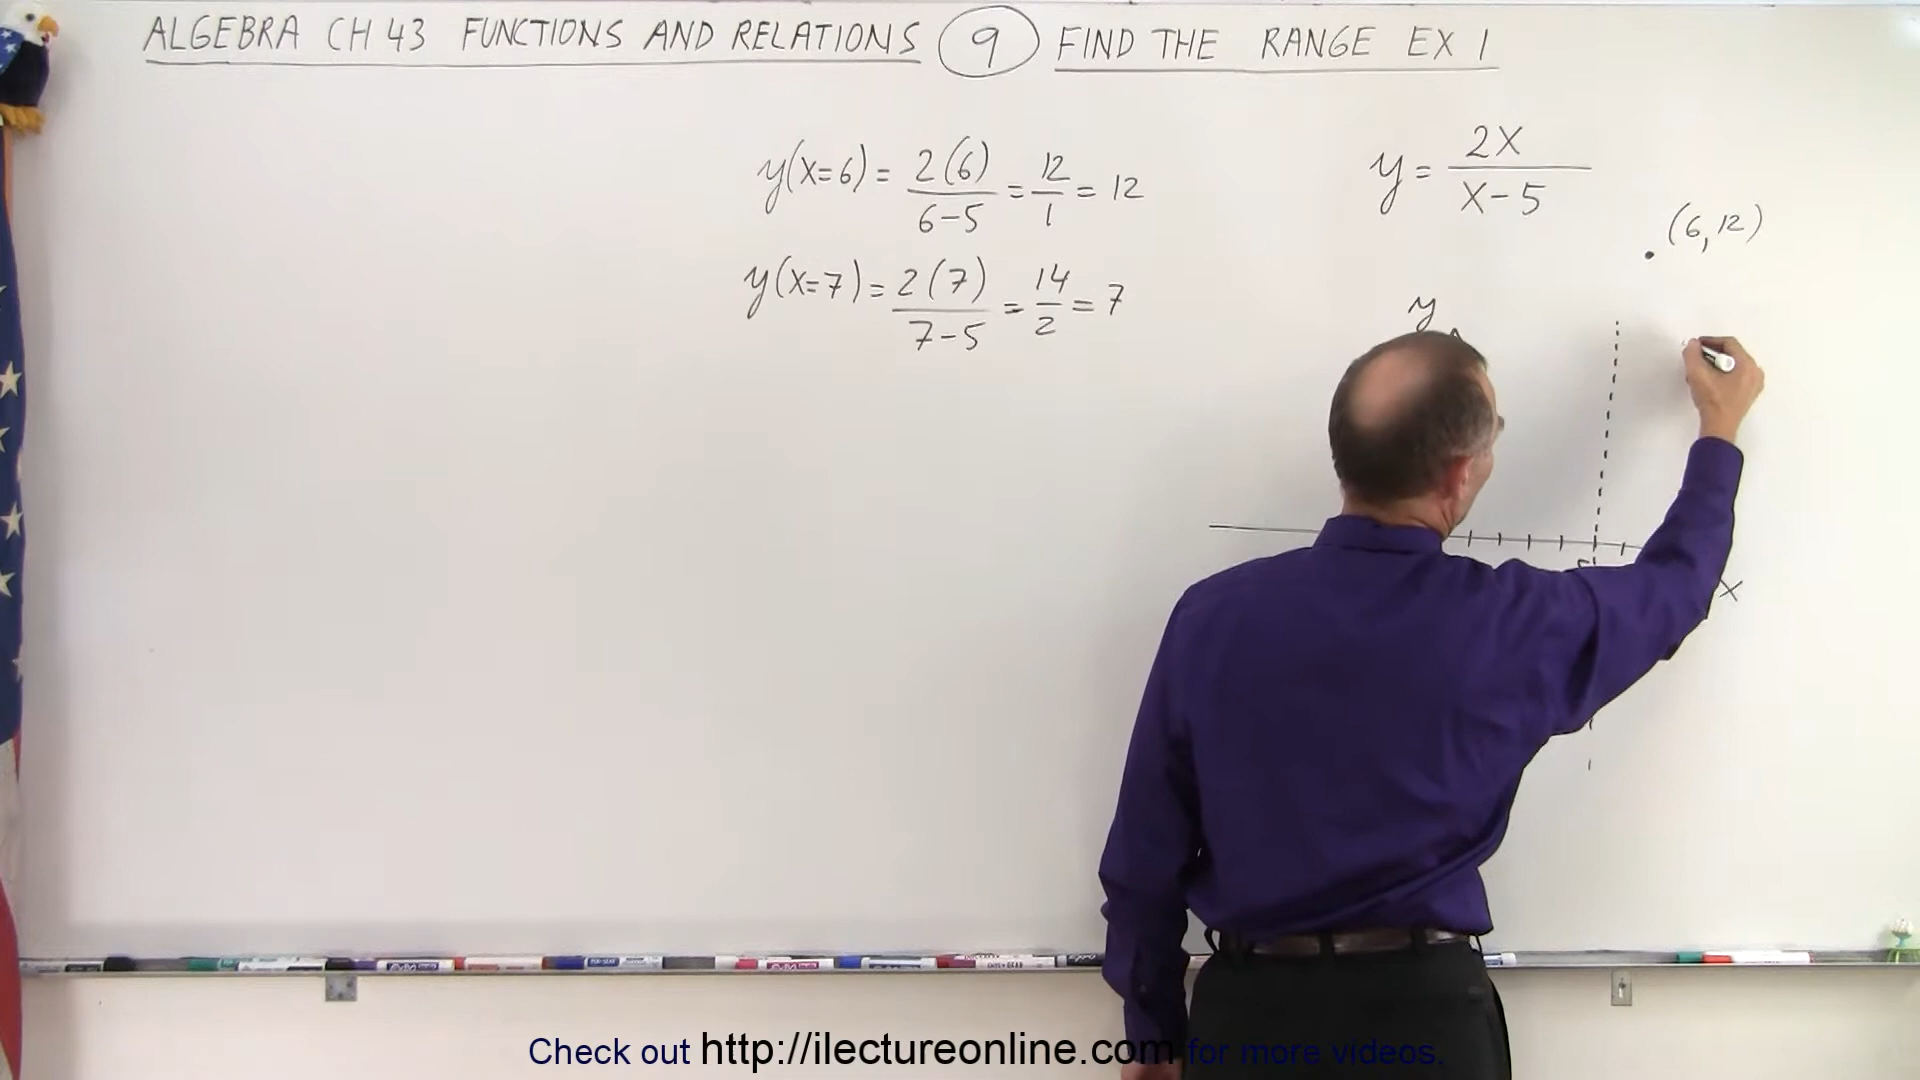 ALGEBRA CH 43 FUNCTIONS AND RELATIONS 9 FIND THE RANGE EX 1
y(x=6) = 2(6)/6-5 = 12/1 = 12
y = 2X/X-5
(6,12)
y(x=7) = 2(7)/7-5 = 14/2 = 7
y
X
Check out http://ilectureonline.com for more videos.